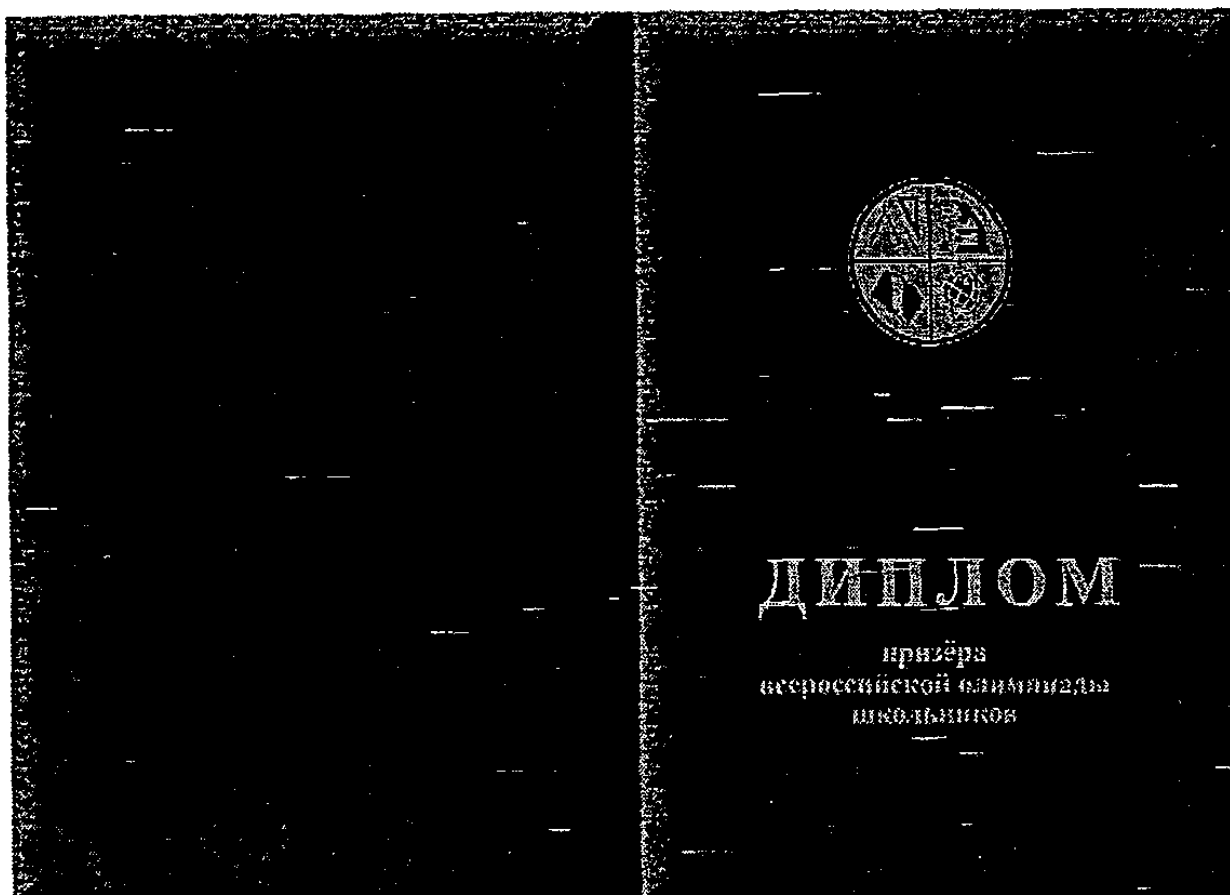 ДИПЛОМ
призёра
всероссийской олимпиады
школьников